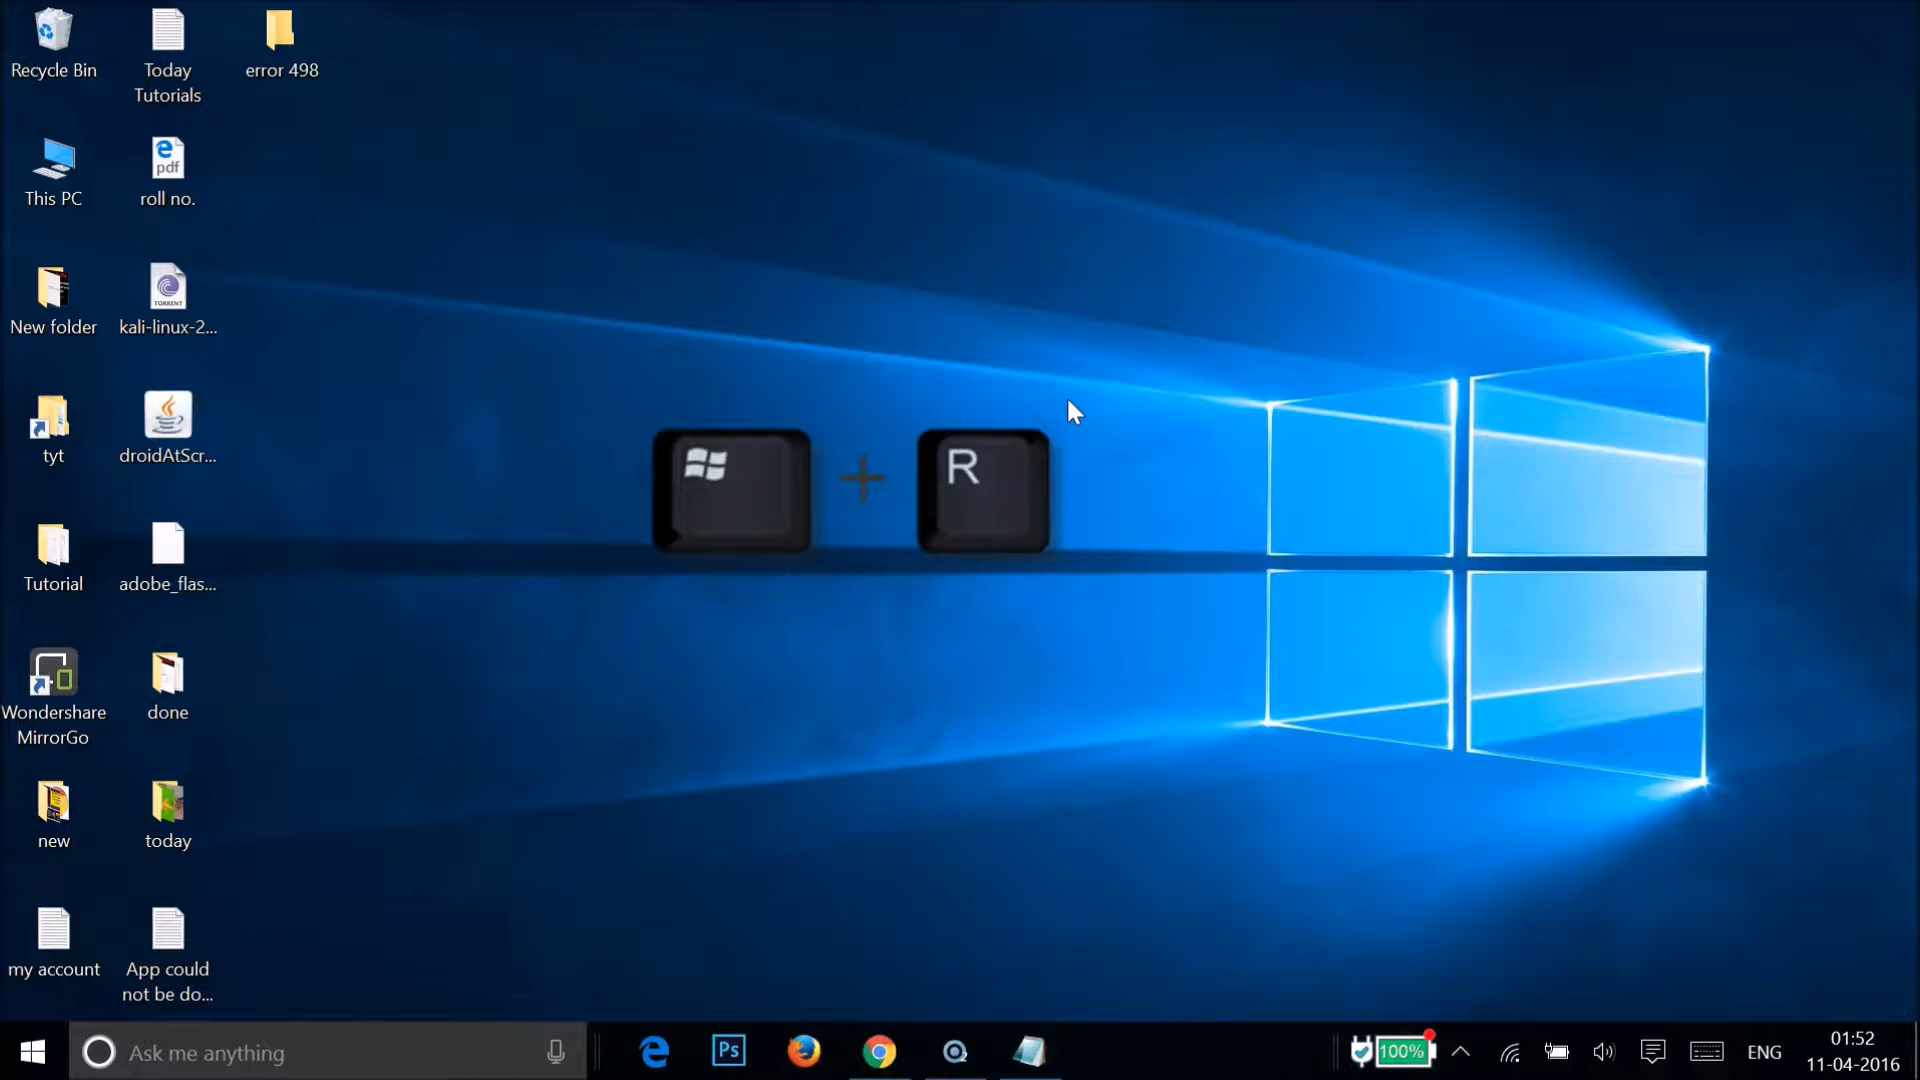 Recycle Bin
Today
Tutorials
error 498
This PC
pdf
roll no.
New folder
TORRENT
kali-linux-2...
tyt
droidAtScr...
R
Tutorial
adobe_flas...
Wondershare
MirrorGo
done
new
today
my account
App could
not be do...
Ask me anything
Ps
100%
ENG
01:52
11-04-2016